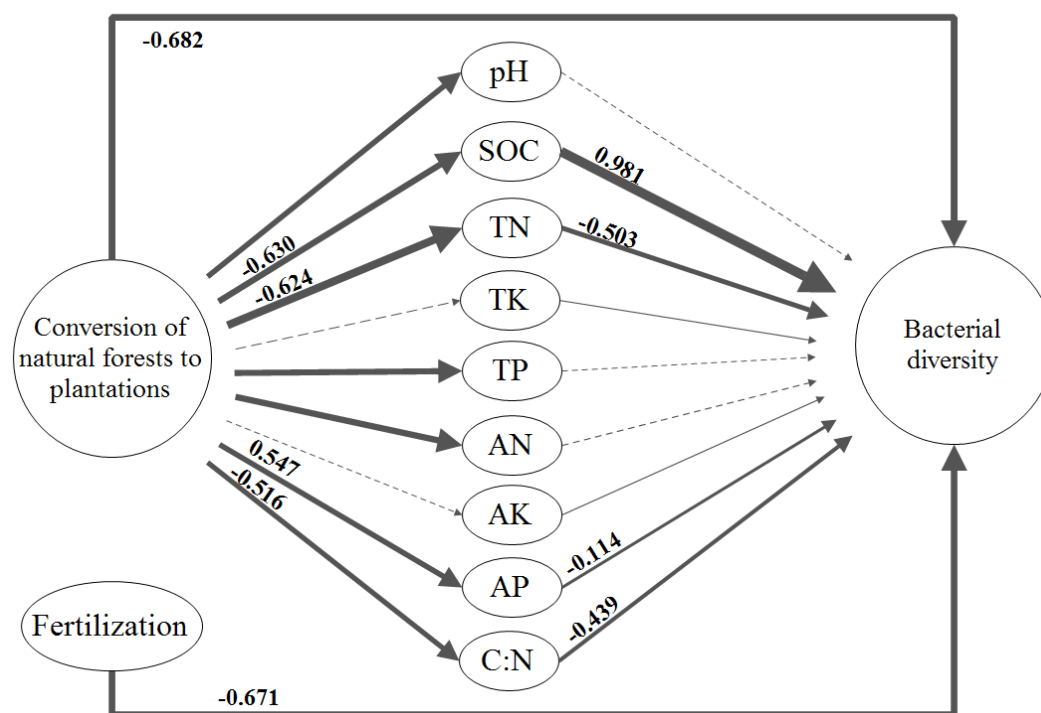 -0.682
pH
SOC
0.981
TN
-0.503
-0.630
-0.624
TK
Conversion of
natural forests to
plantations
Bacterial
diversity
TP
AN
0.547
-0.516
AK
AP
-0.114
Fertilization
C:N
-0.439
-0.671